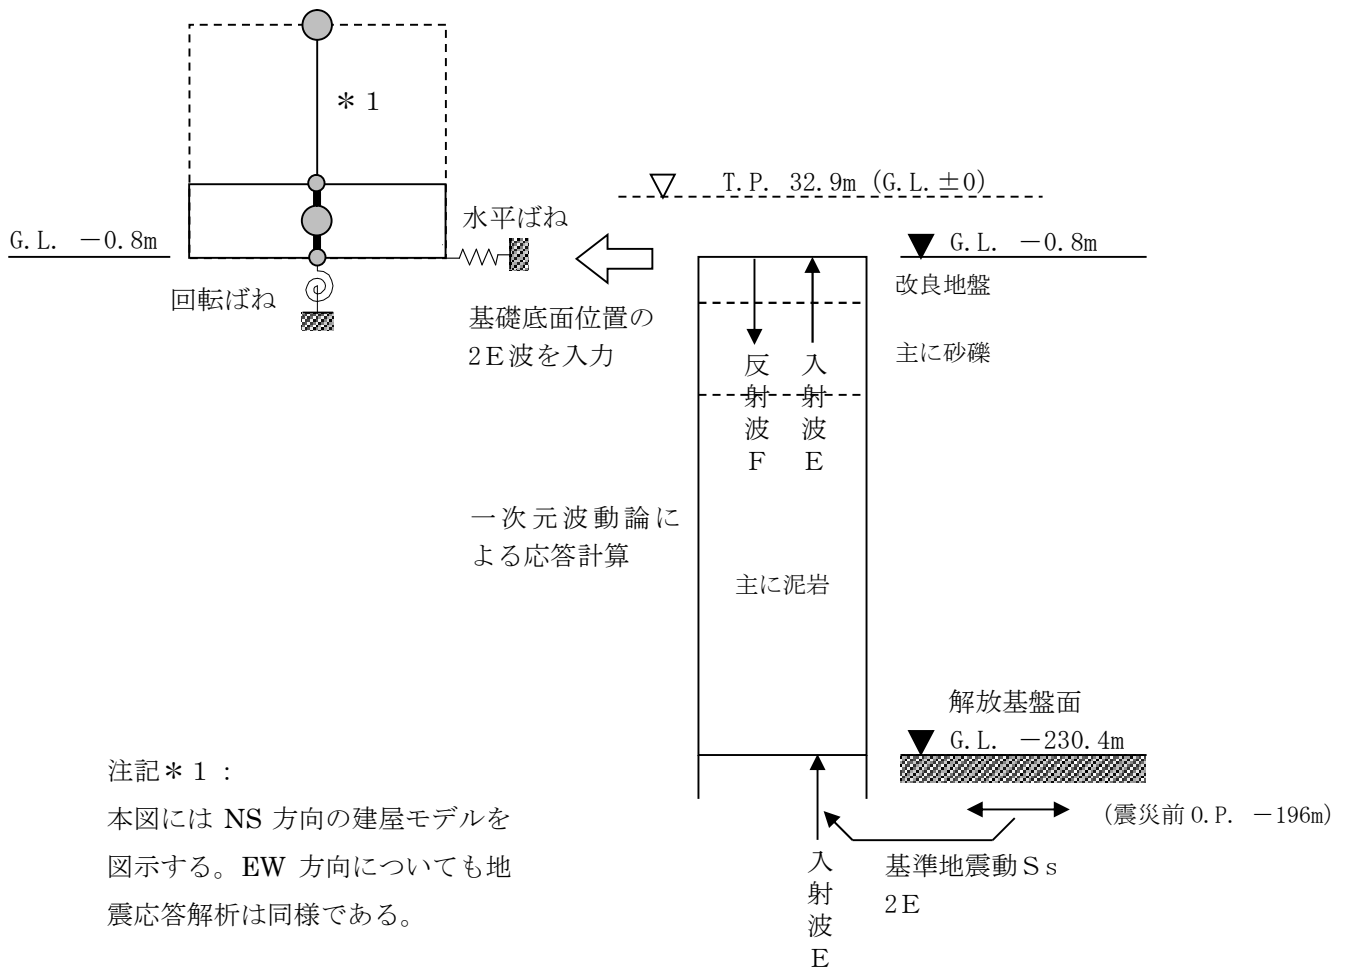 ＊１
T.P. 32.9m (G.L.±0)
G.L. －0.8m
水平ばね
G.L. －0.8m
改良地盤
回転ばね
基礎底面位置の
2E波を入力
主に砂礫
反射波F
入射波E
一次元波動論に
よる応答計算
主に泥岩
解放基盤面
G.L. －230.4m
(震災前 O.P. －196m)
基準地震動Ｓs
2E
入射波E
注記＊１：
本図には NS 方向の建屋モデルを
図示する。EW 方向についても地
震応答解析は同様である。